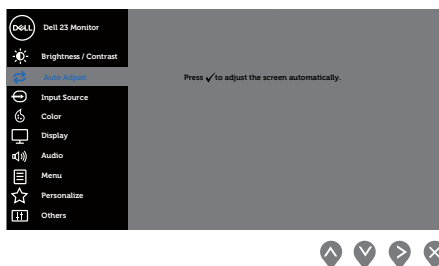 DELL
Dell 23 Monitor
Brightness / Contrast
Auto Adjust
Press ✓ to adjust the screen automatically.
Input Source
Color
Display
Audio
Menu
Personalize
Others